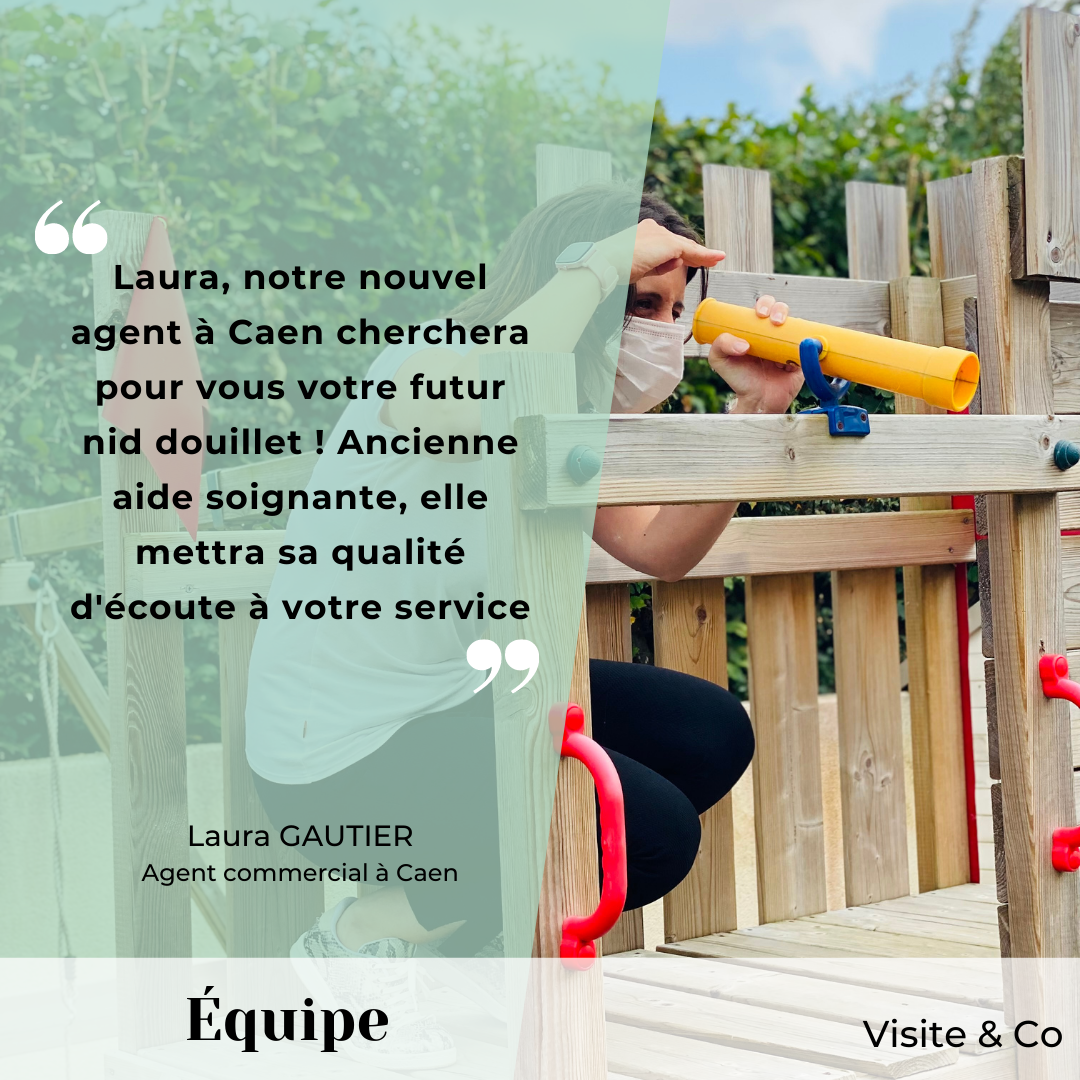 “
Laura, notre nouvel
agent à Caen cherchera
pour vous votre futur
nid douillet ! Ancienne
aide soignante, elle
mettra sa qualité
d'écoute à votre service
”
Laura GAUTIER
Agent commercial à Caen
Équipe
Visite & Co